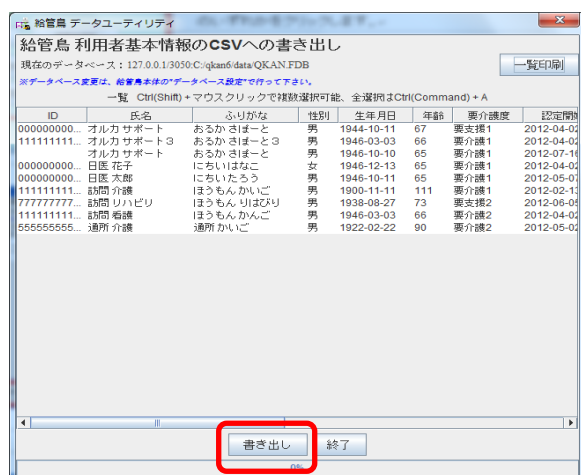 給管鳥 データユーティリティ
給管鳥 利用者基本情報のCSVへの書き出し
現在のデータベース：127.0.0.1/3050:C:/qkan6/data/QKAN.FDB
一覧印刷
※データベース変更は、給管鳥本体の"データベース設定"で行って下さい。
一覧 Ctrl(Shift)+マウスクリックで複数選択可能、全選択はCtrl(Command)+A
ID 氏名 ふりがな 性別 生年月日 年齢 要介護度 認定開始
000000000... オルカ サポート おるか さぽーと 男 1944-10-11 67 要支援1 2012-04-02
111111111... オルカ サポート３ おるか さぽーと３ 男 1946-03-03 66 要介護1 2012-04-02
オルカ サポート おるか さぽーと 男 1946-10-10 65 要介護1 2012-07-16
000000000... 日医 花子 にちい はなこ 女 1946-12-13 65 要介護1 2012-04-02
000000000... 日医 太郎 にちい たろう 男 1946-10-11 65 要介護1 2012-05-07
111111111... 訪問 介護 ほうもん かいご 男 1900-11-11 111 要介護1 2012-02-13
777777777... 訪問 リハビリ ほうもん りはびり 男 1938-08-27 73 要支援2 2012-06-05
111111111... 訪問 看護 ほうもん かんご 男 1946-03-03 66 要介護2 2012-04-02
555555555... 通所 介護 つうしょ かいご 男 1922-02-22 90 要介護2 2012-05-02
書き出し 終了
0%